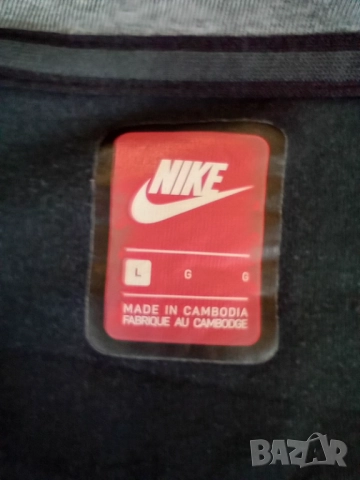 NIKE
L G G
MADE IN CAMBODIA
FABRIQUE AU CAMBODGE
BAZAR